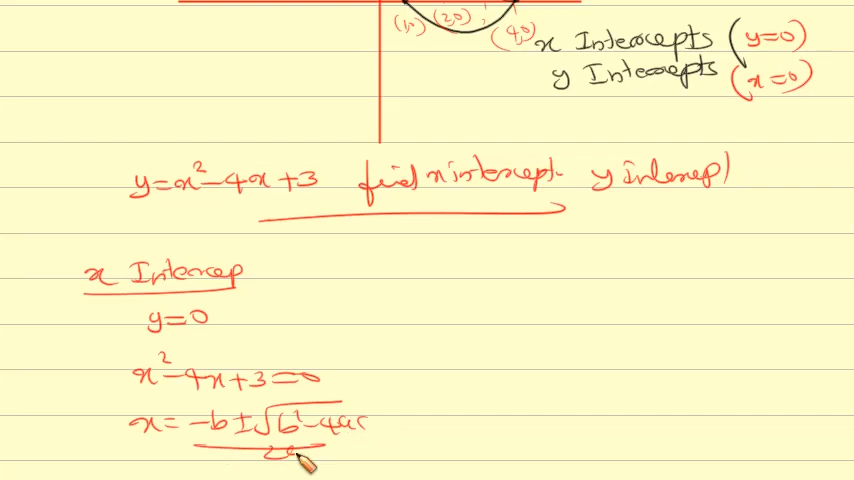 (1,0) (3,0) (4,0)
x Intercepts (y=0)
y Intercepts (x=0)
y=x²-4x+3 find x intercept y intercept
x Intercep
y=0
x²-4x+3=0
x= -b±√b²-4ac
2a